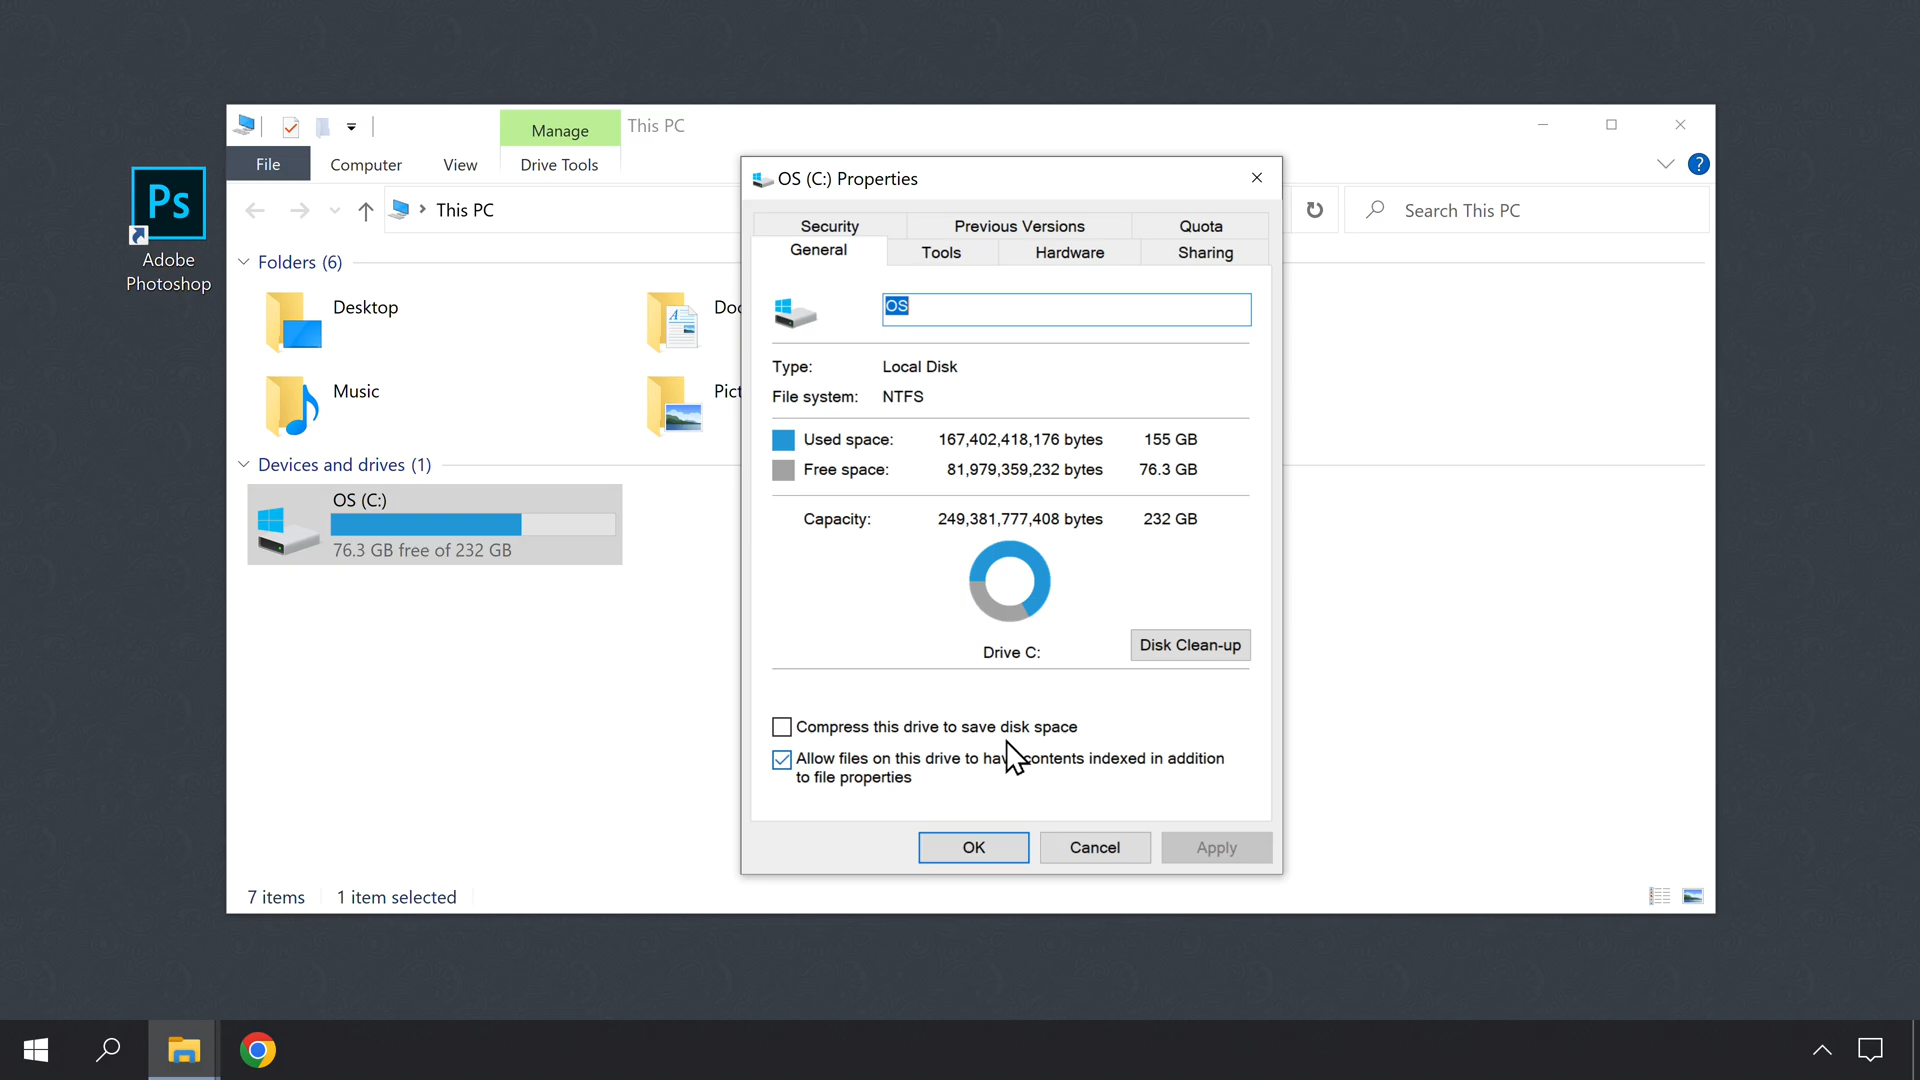 Ps
Adobe
Photoshop
Manage
This PC
File
Computer
View
Drive Tools
?
This PC
Search This PC
Folders (6)
Desktop
Doc
Music
Pict
Devices and drives (1)
OS (C:)
76.3 GB free of 232 GB
7 items
1 item selected
OS (C:) Properties
Security
Previous Versions
Quota
General
Tools
Hardware
Sharing
OS
Type: Local Disk
File system: NTFS
Used space: 167,402,418,176 bytes 155 GB
Free space: 81,979,359,232 bytes 76.3 GB
Capacity: 249,381,777,408 bytes 232 GB
Drive C:
Disk Clean-up
Compress this drive to save disk space
Allow files on this drive to have contents indexed in addition
to file properties
OK
Cancel
Apply